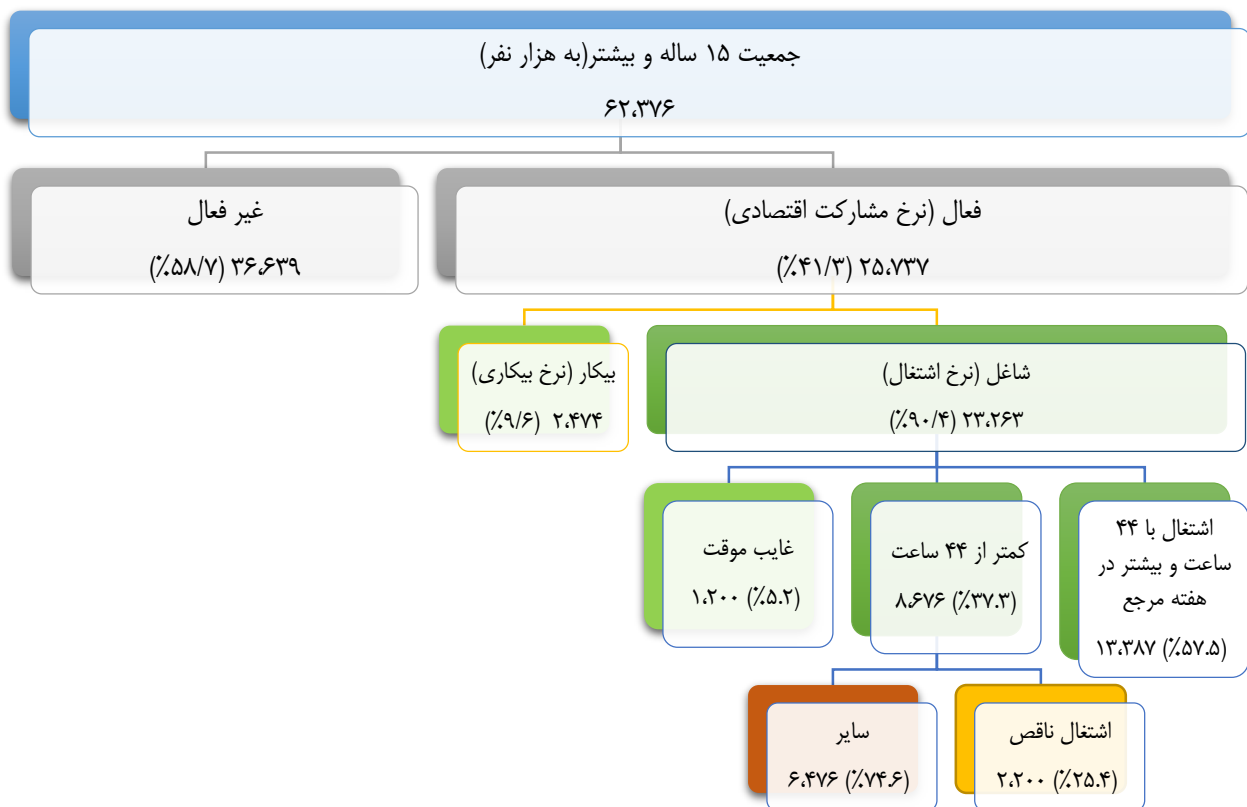 جمعیت ۱۵ ساله و بیشتر(به هزار نفر)
۶۲،۳۷۶
فعال (نرخ مشارکت اقتصادی)
۲۵،۷۳۷ (٪۴۱/۳)
غیر فعال
۳۶،۶۳۹ (٪۵۸/۷)
شاغل (نرخ اشتغال)
۲۳،۲۶۳ (٪۹۰/۴)
بیکار (نرخ بیکاری)
۲،۴۷۴ (٪۹/۶)
اشتغال با ۴۴
ساعت و بیشتر در
هفته مرجع
۱۳،۳۸۷ (٪۵۷.۵)
کمتر از ۴۴ ساعت
۸،۶۷۶ (٪۳۷.۳)
غایب موقت
۱،۲۰۰ (٪۵.۲)
اشتغال ناقص
۲،۲۰۰ (٪۲۵.۴)
سایر
۶،۴۷۶ (٪۷۴.۶)